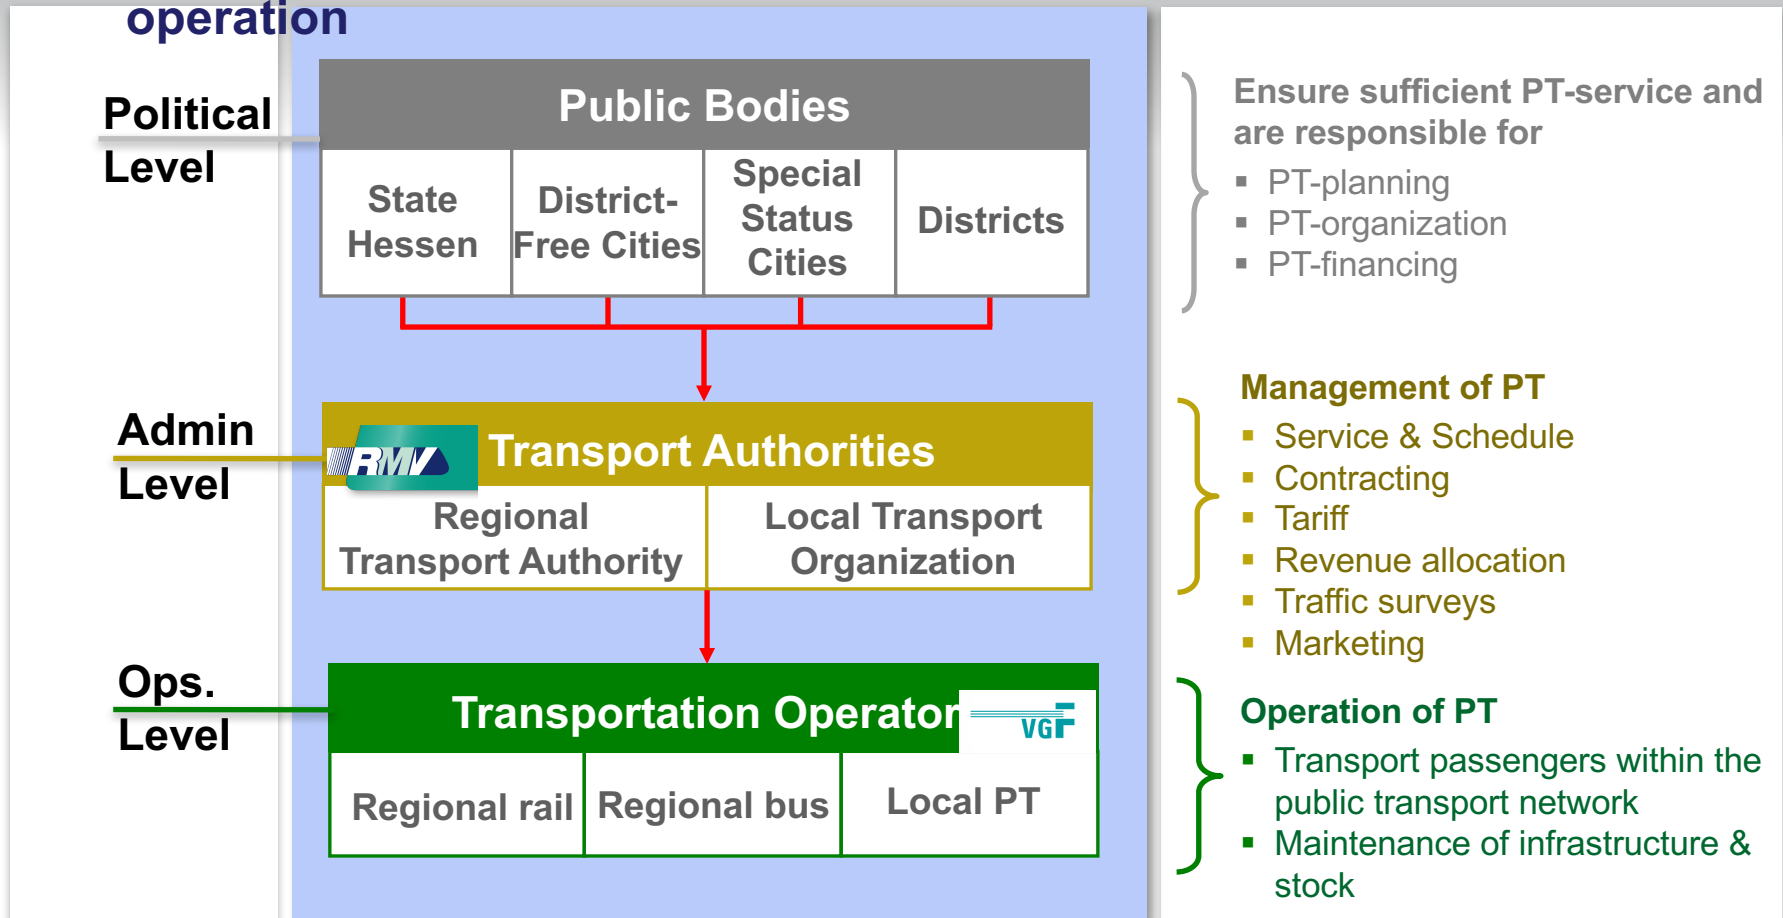 operation
Political
Level
Public Bodies
State
Hessen
District-
Free Cities
Special
Status
Cities
Districts
Ensure sufficient PT-service and
are responsible for
▪ PT-planning
▪ PT-organization
▪ PT-financing
Admin
Level
RMV
Transport Authorities
Regional
Transport Authority
Local Transport
Organization
Management of PT
▪ Service & Schedule
▪ Contracting
▪ Tariff
▪ Revenue allocation
▪ Traffic surveys
▪ Marketing
Ops.
Level
Transportation Operator
VGF
Regional rail
Regional bus
Local PT
Operation of PT
▪ Transport passengers within the
public transport network
▪ Maintenance of infrastructure &
stock